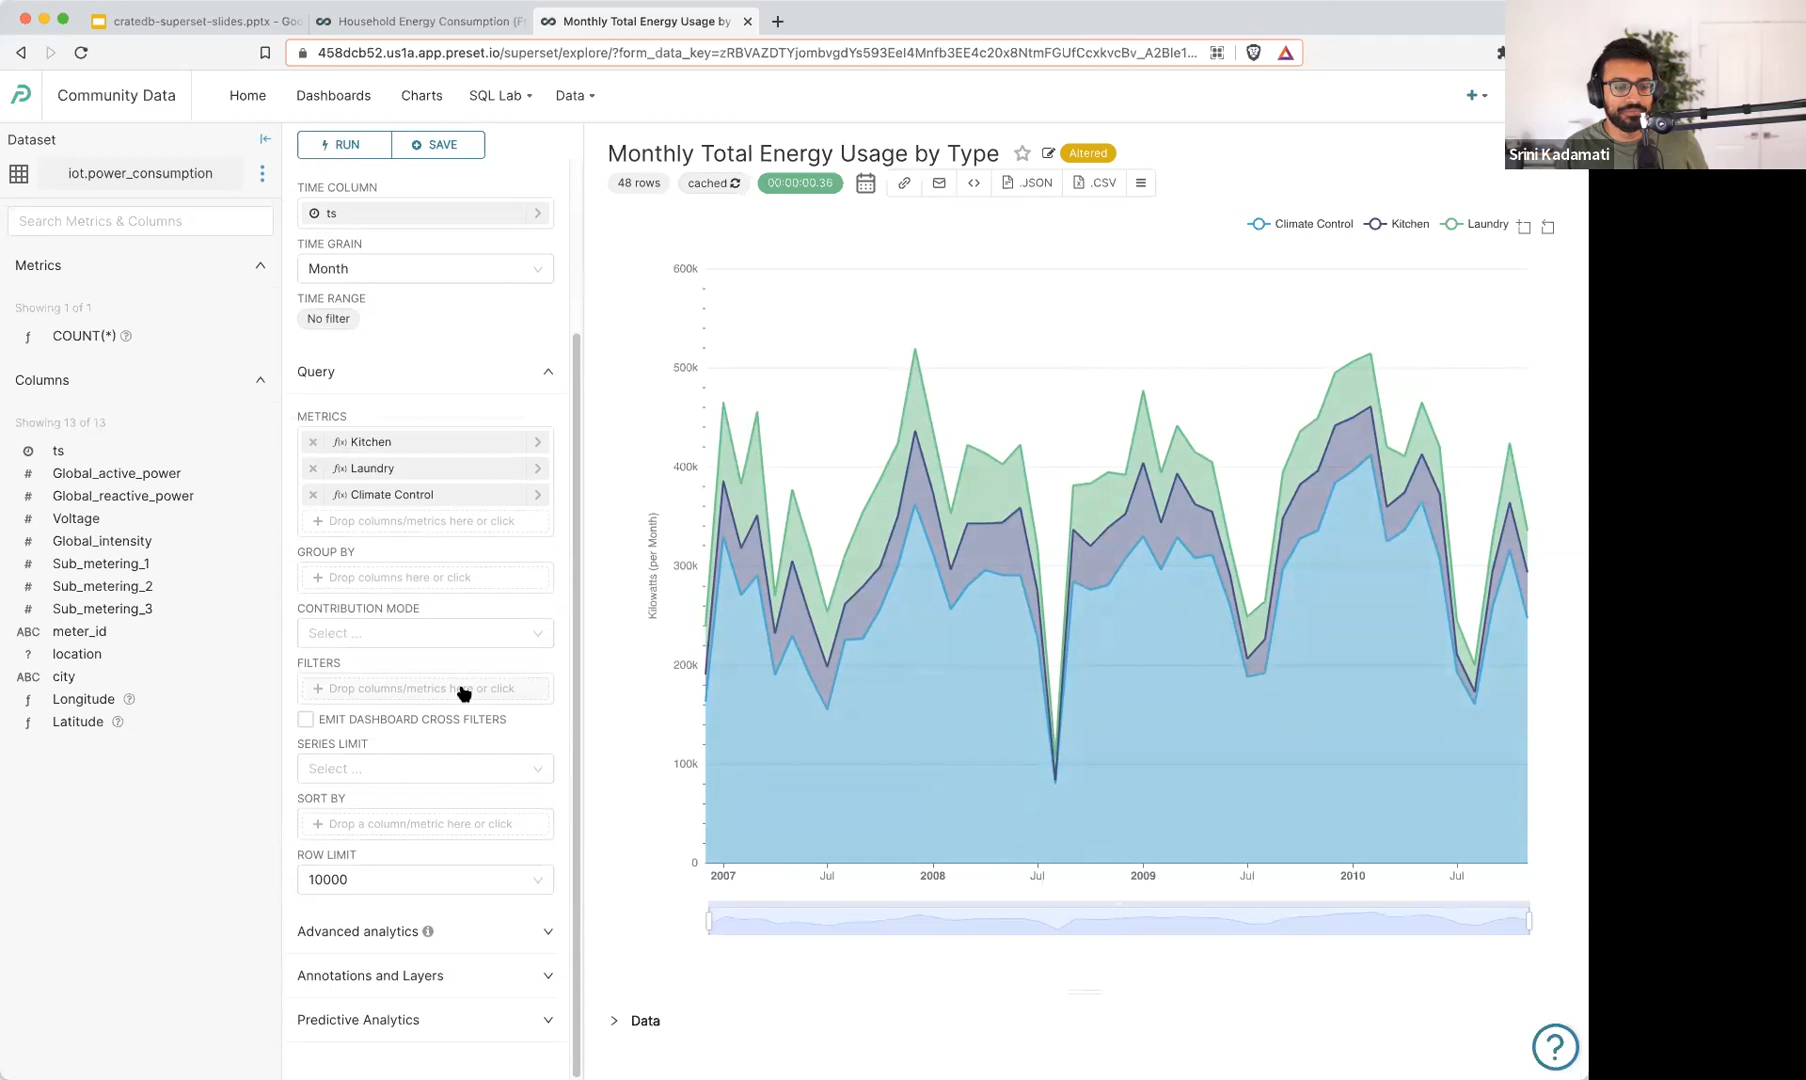 cratedb-superset-slides.pptx - Goo
Household Energy Consumption (F
Monthly Total Energy Usage by
458dcb52.us1a.app.preset.io/superset/explore/?form_data_key=zRBVAZDTYjombvgdYs593Eel4Mnfb3EE4c20x8NtmFGUfCcxkvcBv_A2Ble1...
Community Data
Home
Dashboards
Charts
SQL Lab
Data
Srini Kadamati
Dataset
iot.power_consumption
Search Metrics & Columns
Metrics
Showing 1 of 1
f COUNT(*)
Columns
Showing 13 of 13
ts
# Global_active_power
# Global_reactive_power
# Voltage
# Global_intensity
# Sub_metering_1
# Sub_metering_2
# Sub_metering_3
ABC meter_id
? location
ABC city
f Longitude
f Latitude
RUN
SAVE
TIME COLUMN
ts
TIME GRAIN
Month
TIME RANGE
No filter
Query
METRICS
f(x) Kitchen
f(x) Laundry
f(x) Climate Control
+ Drop columns/metrics here or click
GROUP BY
+ Drop columns here or click
CONTRIBUTION MODE
Select ...
FILTERS
+ Drop columns/metrics here or click
EMIT DASHBOARD CROSS FILTERS
SERIES LIMIT
Select ...
SORT BY
+ Drop a column/metric here or click
ROW LIMIT
10000
Advanced analytics
Annotations and Layers
Predictive Analytics
Monthly Total Energy Usage by Type
Altered
48 rows
cached
00:00:00.36
.JSON
.CSV
Climate Control
Kitchen
Laundry
Kilowatts (per Month)
600k
500k
400k
300k
200k
100k
0
2007
Jul
2008
Jul
2009
Jul
2010
Jul
Data
?